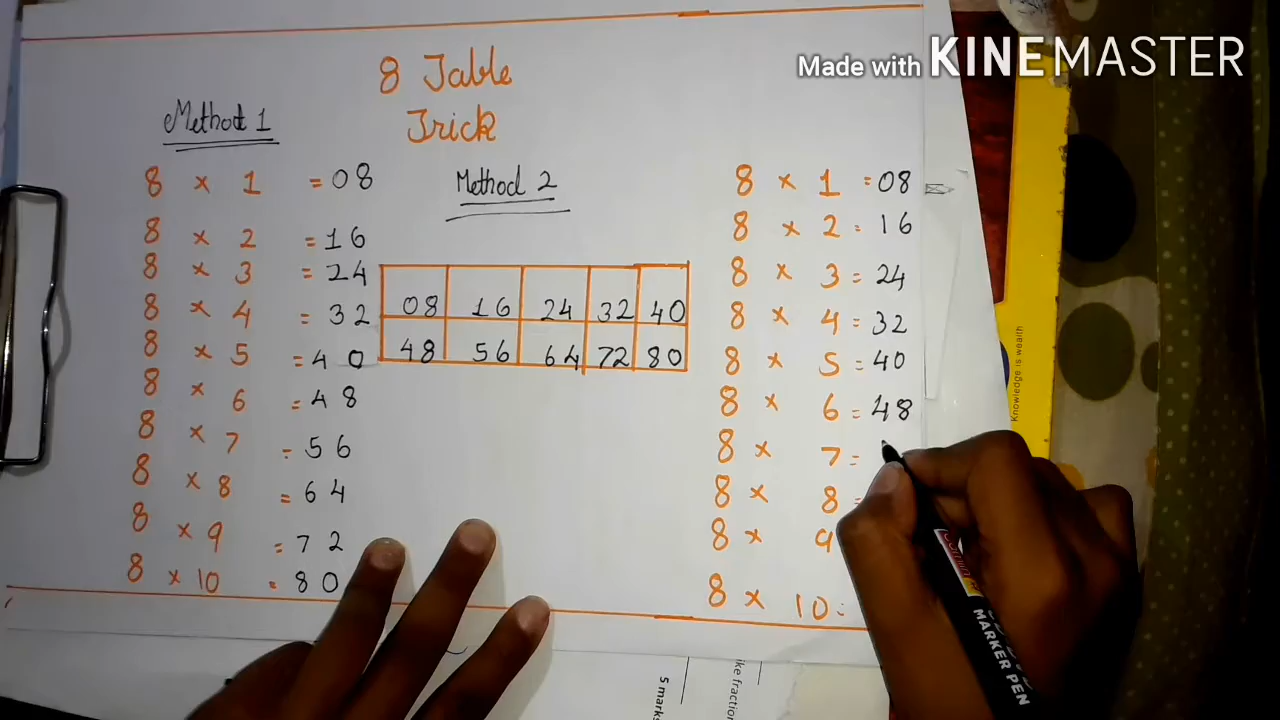 Made with KINEMASTER
8 Table
Trick
Method 1
8 × 1 = 08
8 × 2 = 16
8 × 3 = 24
8 × 4 = 32
8 × 5 = 40
8 × 6 = 48
8 × 7 = 56
8 × 8 = 64
8 × 9 = 72
8 × 10 = 80
Method 2
08 16 24 32 40
48 56 64 72 80
8 × 1 = 08
8 × 2 = 16
8 × 3 = 24
8 × 4 = 32
8 × 5 = 40
8 × 6 = 48
8 × 7 =
8 × 8 =
8 × 9
8 × 10 =
Knowledge is wealth
MARKER PEN
5 marks
ike fraction